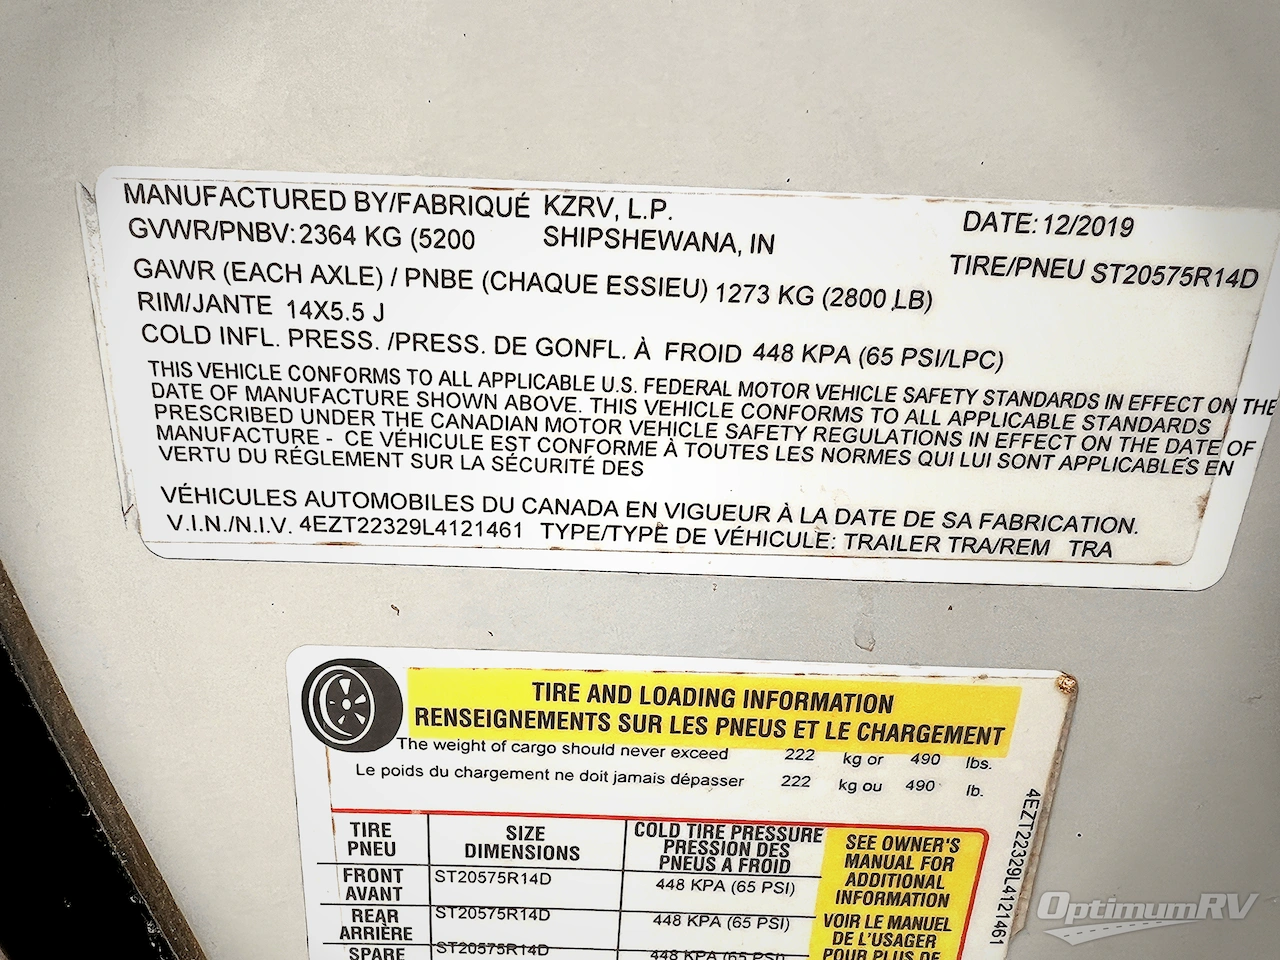 MANUFACTURED BY/FABRIQUÉ KZRV, L.P. DATE: 12/2019
GVWR/PNBV: 2364 KG (5200 SHIPSHEWANA, IN
TIRE/PNEU ST20575R14D
GAWR (EACH AXLE) / PNBE (CHAQUE ESSIEU) 1273 KG (2800 LB)
RIM/JANTE 14X5.5 J
COLD INFL. PRESS. /PRESS. DE GONFL. À FROID 448 KPA (65 PSI/LPC)
THIS VEHICLE CONFORMS TO ALL APPLICABLE U.S. FEDERAL MOTOR VEHICLE SAFETY STANDARDS IN EFFECT ON THE
DATE OF MANUFACTURE SHOWN ABOVE. THIS VEHICLE CONFORMS TO ALL APPLICABLE STANDARDS
PRESCRIBED UNDER THE CANADIAN MOTOR VEHICLE SAFETY REGULATIONS IN EFFECT ON THE DATE OF
MANUFACTURE - CE VÉHICULE EST CONFORME À TOUTES LES NORMES QUI LUI SONT APPLICABLES EN
VERTU DU RÉGLEMENT SUR LA SÉCURITÉ DES
VÉHICULES AUTOMOBILES DU CANADA EN VIGUEUR À LA DATE DE SA FABRICATION.
V.I.N./N.I.V. 4EZT22329L4121461 TYPE/TYPE DE VÉHICULE: TRAILER TRA/REM TRA
TIRE AND LOADING INFORMATION
RENSEIGNEMENTS SUR LES PNEUS ET LE CHARGEMENT
The weight of cargo should never exceed 222 kg or 490 lbs.
Le poids du chargement ne doit jamais dépasser 222 kg ou 490 lb.
TIRE
PNEU
SIZE
DIMENSIONS
COLD TIRE PRESSURE
PRESSION DES
PNEUS A FROID
FRONT
AVANT
ST20575R14D
448 KPA (65 PSI)
REAR
ARRIÈRE
ST20575R14D
448 KPA (65 PSI)
SPARE
ST20575R14D
448 KPA (65 PSI)
SEE OWNER'S
MANUAL FOR
ADDITIONAL
INFORMATION
VOIR LE MANUEL
DE L'USAGER
POUR PLUS DE
4EZT22329L4121461
OptimumRV